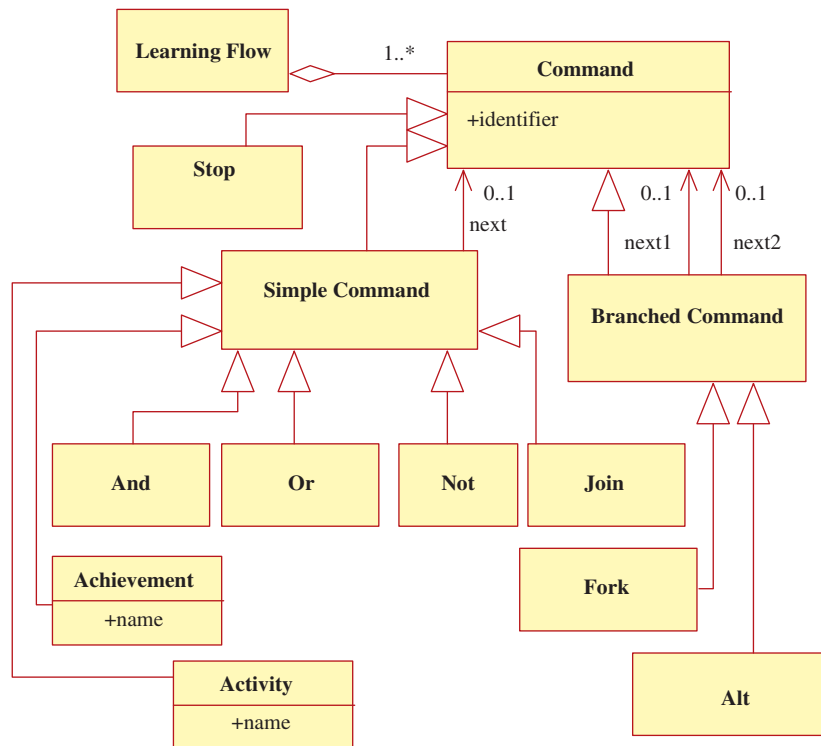 Learning Flow
1..*
Command
+identifier
Stop
0..1
next
0..1
0..1
next1
next2
Simple Command
Branched Command
And
Or
Not
Join
Achievement
+name
Fork
Activity
+name
Alt